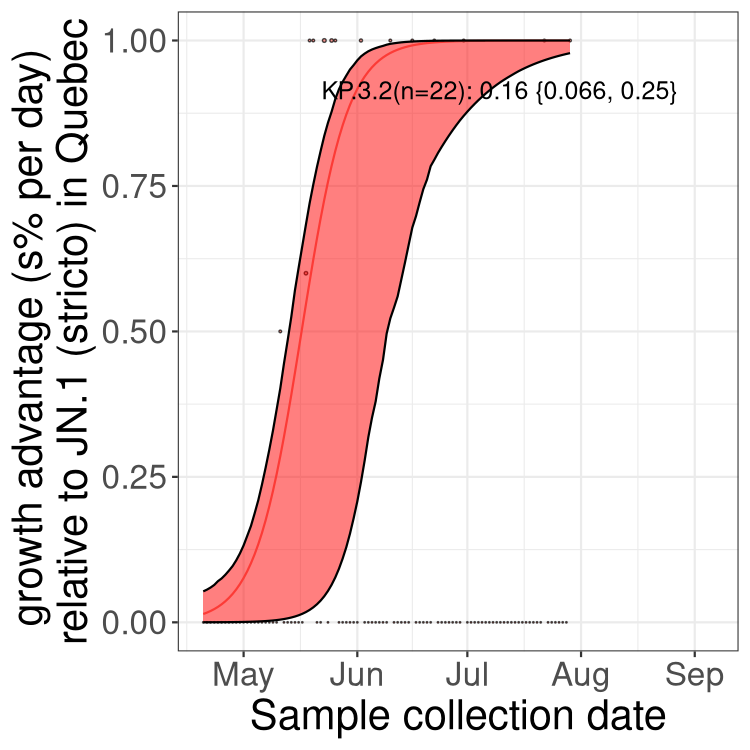 growth advantage (s% per day)
relative to JN.1 (stricto) in Quebec
1.00
0.75
0.50
0.25
0.00
KP.3.2(n=22): 0.16 {0.066, 0.25}
May Jun Jul Aug Sep
Sample collection date